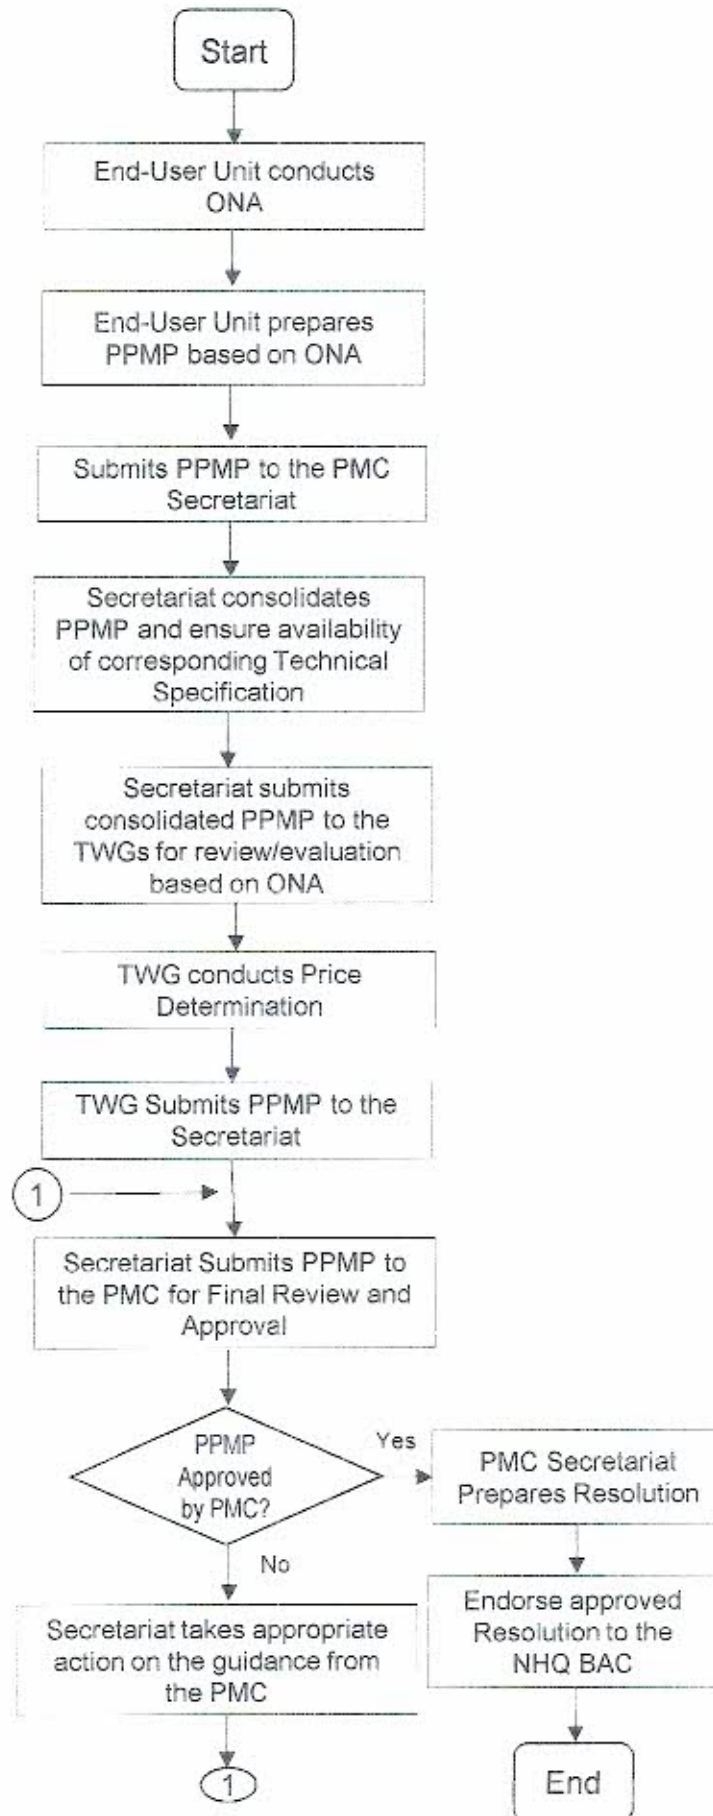 Start
End-User Unit conducts
ONA
End-User Unit prepares
PPMP based on ONA
Submits PPMP to the PMC
Secretariat
Secretariat consolidates
PPMP and ensure availability
of corresponding Technical
Specification
Secretariat submits
consolidated PPMP to the
TWGs for review/evaluation
based on ONA
TWG conducts Price
Determination
TWG Submits PPMP to the
Secretariat
1
Secretariat Submits PPMP to
the PMC for Final Review and
Approval
PPMP
Approved
by PMC?
Yes
PMC Secretariat
Prepares Resolution
No
Endorse approved
Resolution to the
NHQ BAC
Secretariat takes appropriate
action on the guidance from
the PMC
1
End